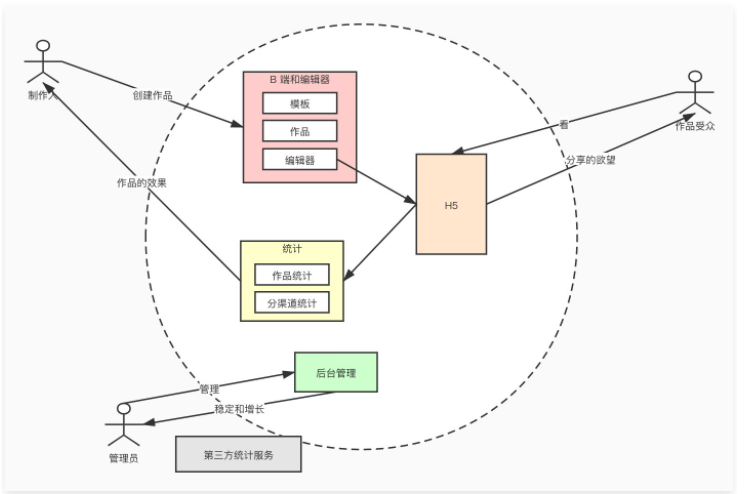 B 端和编辑器
模板
作品
编辑器
制作人
创建作品
看
作品受众
分享的欲望
H5
作品的效果
统计
作品统计
分渠道统计
后台管理
管理
稳定和增长
管理员
第三方统计服务